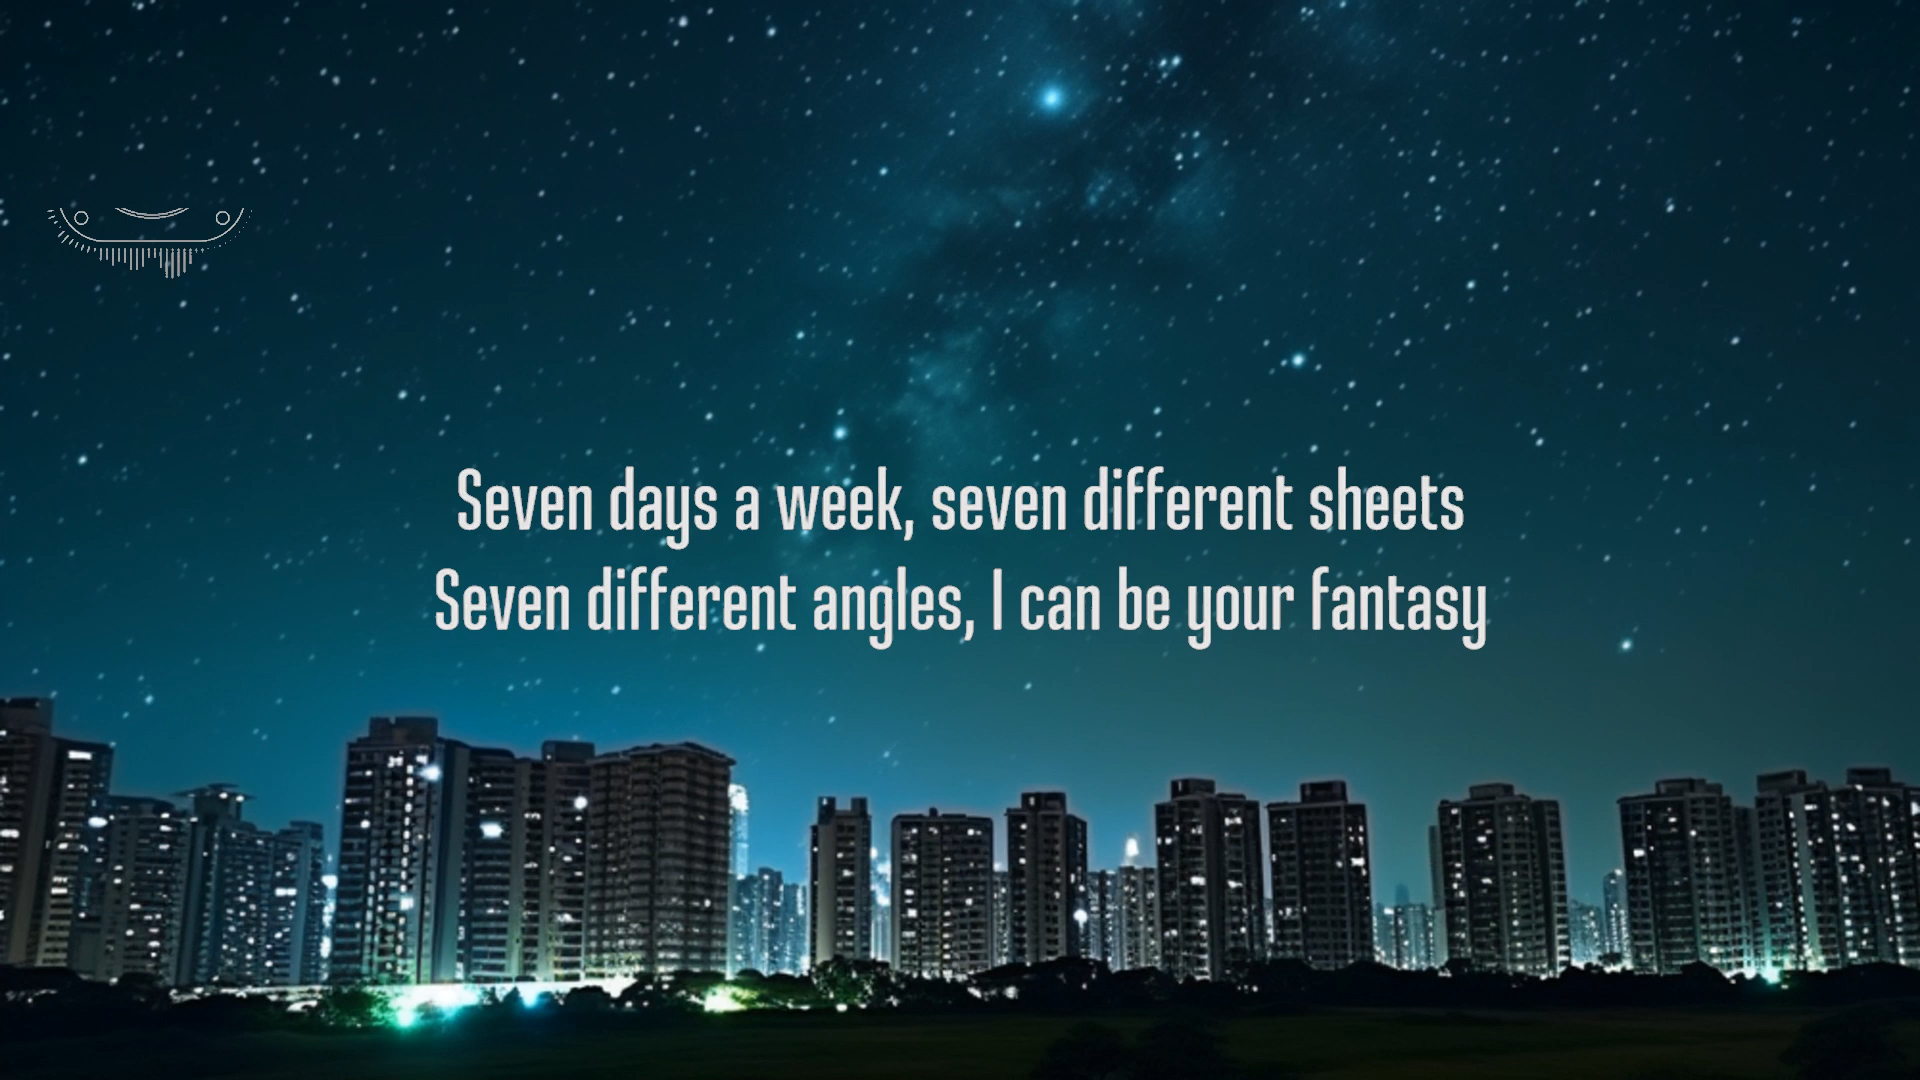 Seven days a week, seven different sheets
Seven different angles, I can be your fantasy